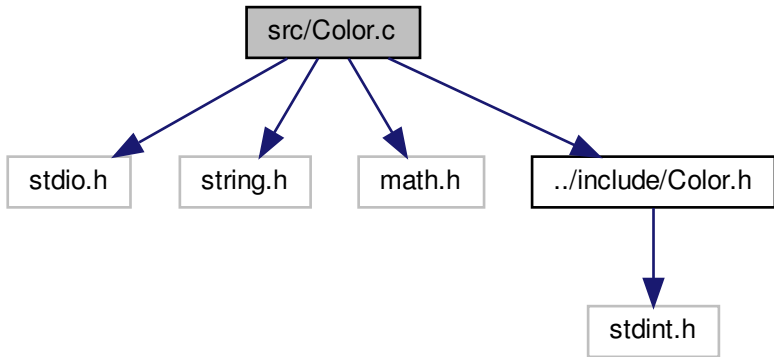 src/Color.c
stdio.h
string.h
math.h
../include/Color.h
stdint.h